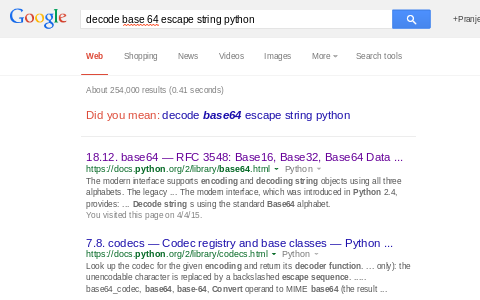 Google decode base 64 escape string python +Pranje
Web Shopping News Videos Images More Search tools
About 254,000 results (0.41 seconds)
Did you mean: decode base64 escape string python
18.12. base64 — RFC 3548: Base16, Base32, Base64 Data ...
https://docs.python.org/2/library/base64.html Python
The modern interface supports encoding and decoding string objects using all three
alphabets. The legacy ... The modern interface, which was introduced in Python 2.4,
provides: ... Decode string s using the standard Base64 alphabet.
You visited this page on 4/4/15.
7.8. codecs — Codec registry and base classes — Python ...
https://docs.python.org/2/library/codecs.html Python
Look up the codec for the given encoding and return its decoder function. ... only): the
unencodable character is replaced by a backslashed escape sequence. .....
base64_codec, base64, base-64, Convert operand to MIME base64 (the result ...